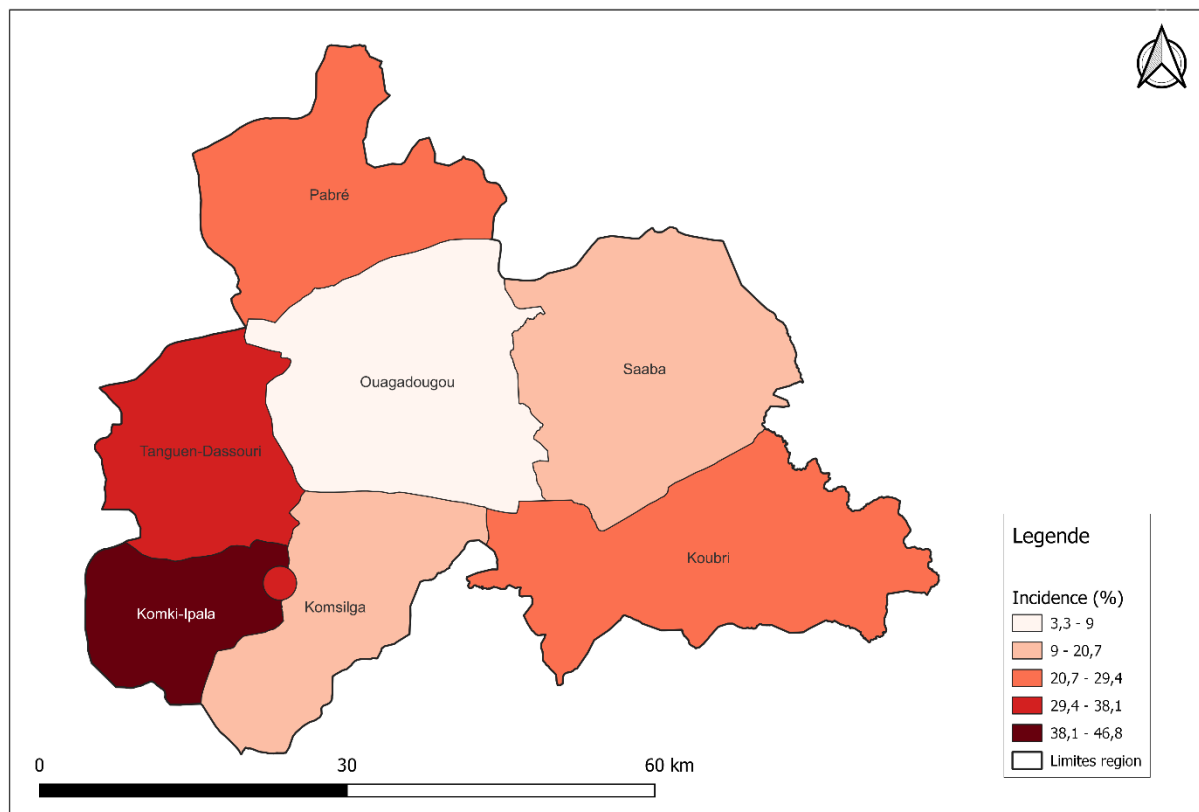 Pabré
Saaba
Ouagadougou
Tanguen-Dassouri
Koubri
Komki-Ipala
Komsilga
Legende
Incidence (%)
3,3 - 9
9 - 20,7
20,7 - 29,4
29,4 - 38,1
38,1 - 46,8
Limites region
0 30 60 km